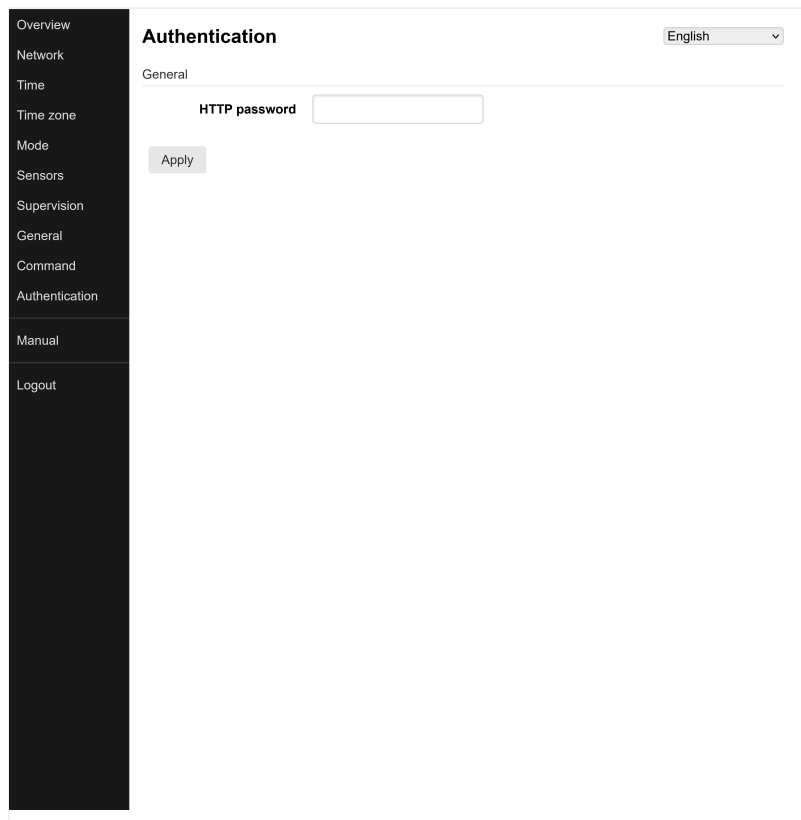 Overview
Network
Time
Time zone
Mode
Sensors
Supervision
General
Command
Authentication
Manual
Logout
Authentication
English
General
HTTP password
Apply